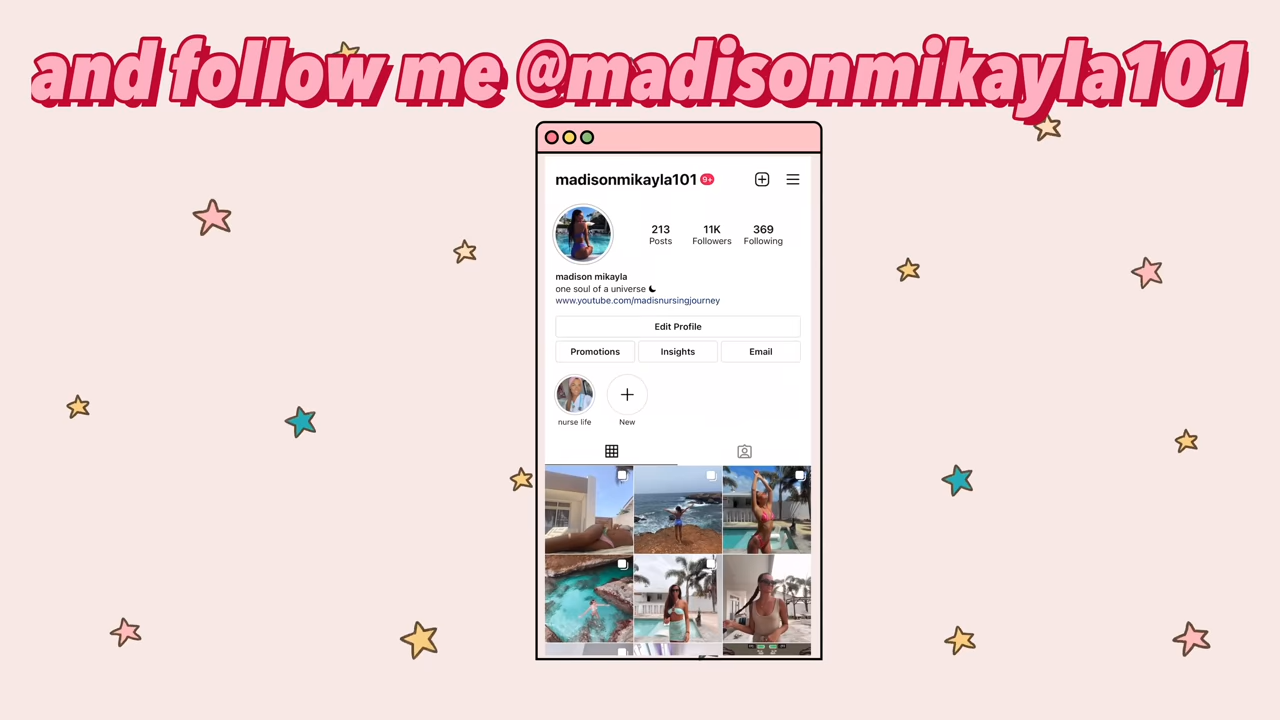 and follow me @madisonmikayla101
madisonmikayla101 9+
213 11K 369
Posts Followers Following
madison mikayla
one soul of a universe
www.youtube.com/madisnursingjourney
Edit Profile
Promotions Insights Email
nurse life New